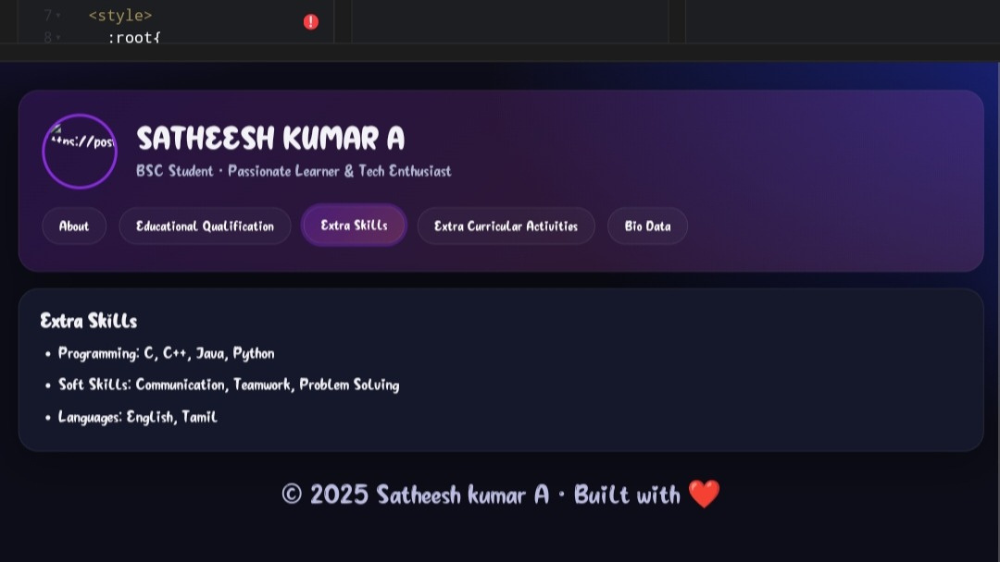 7 <style>
8 :root{
SATHEESH KUMAR A
BSC Student · Passionate Learner & Tech Enthusiast
About Educational Qualification Extra Skills Extra Curricular Activities Bio Data
Extra Skills
• Programming: C, C++, Java, Python
• Soft Skills: Communication, Teamwork, Problem Solving
• Languages: English, Tamil
© 2025 Satheesh kumar A · Built with ❤️